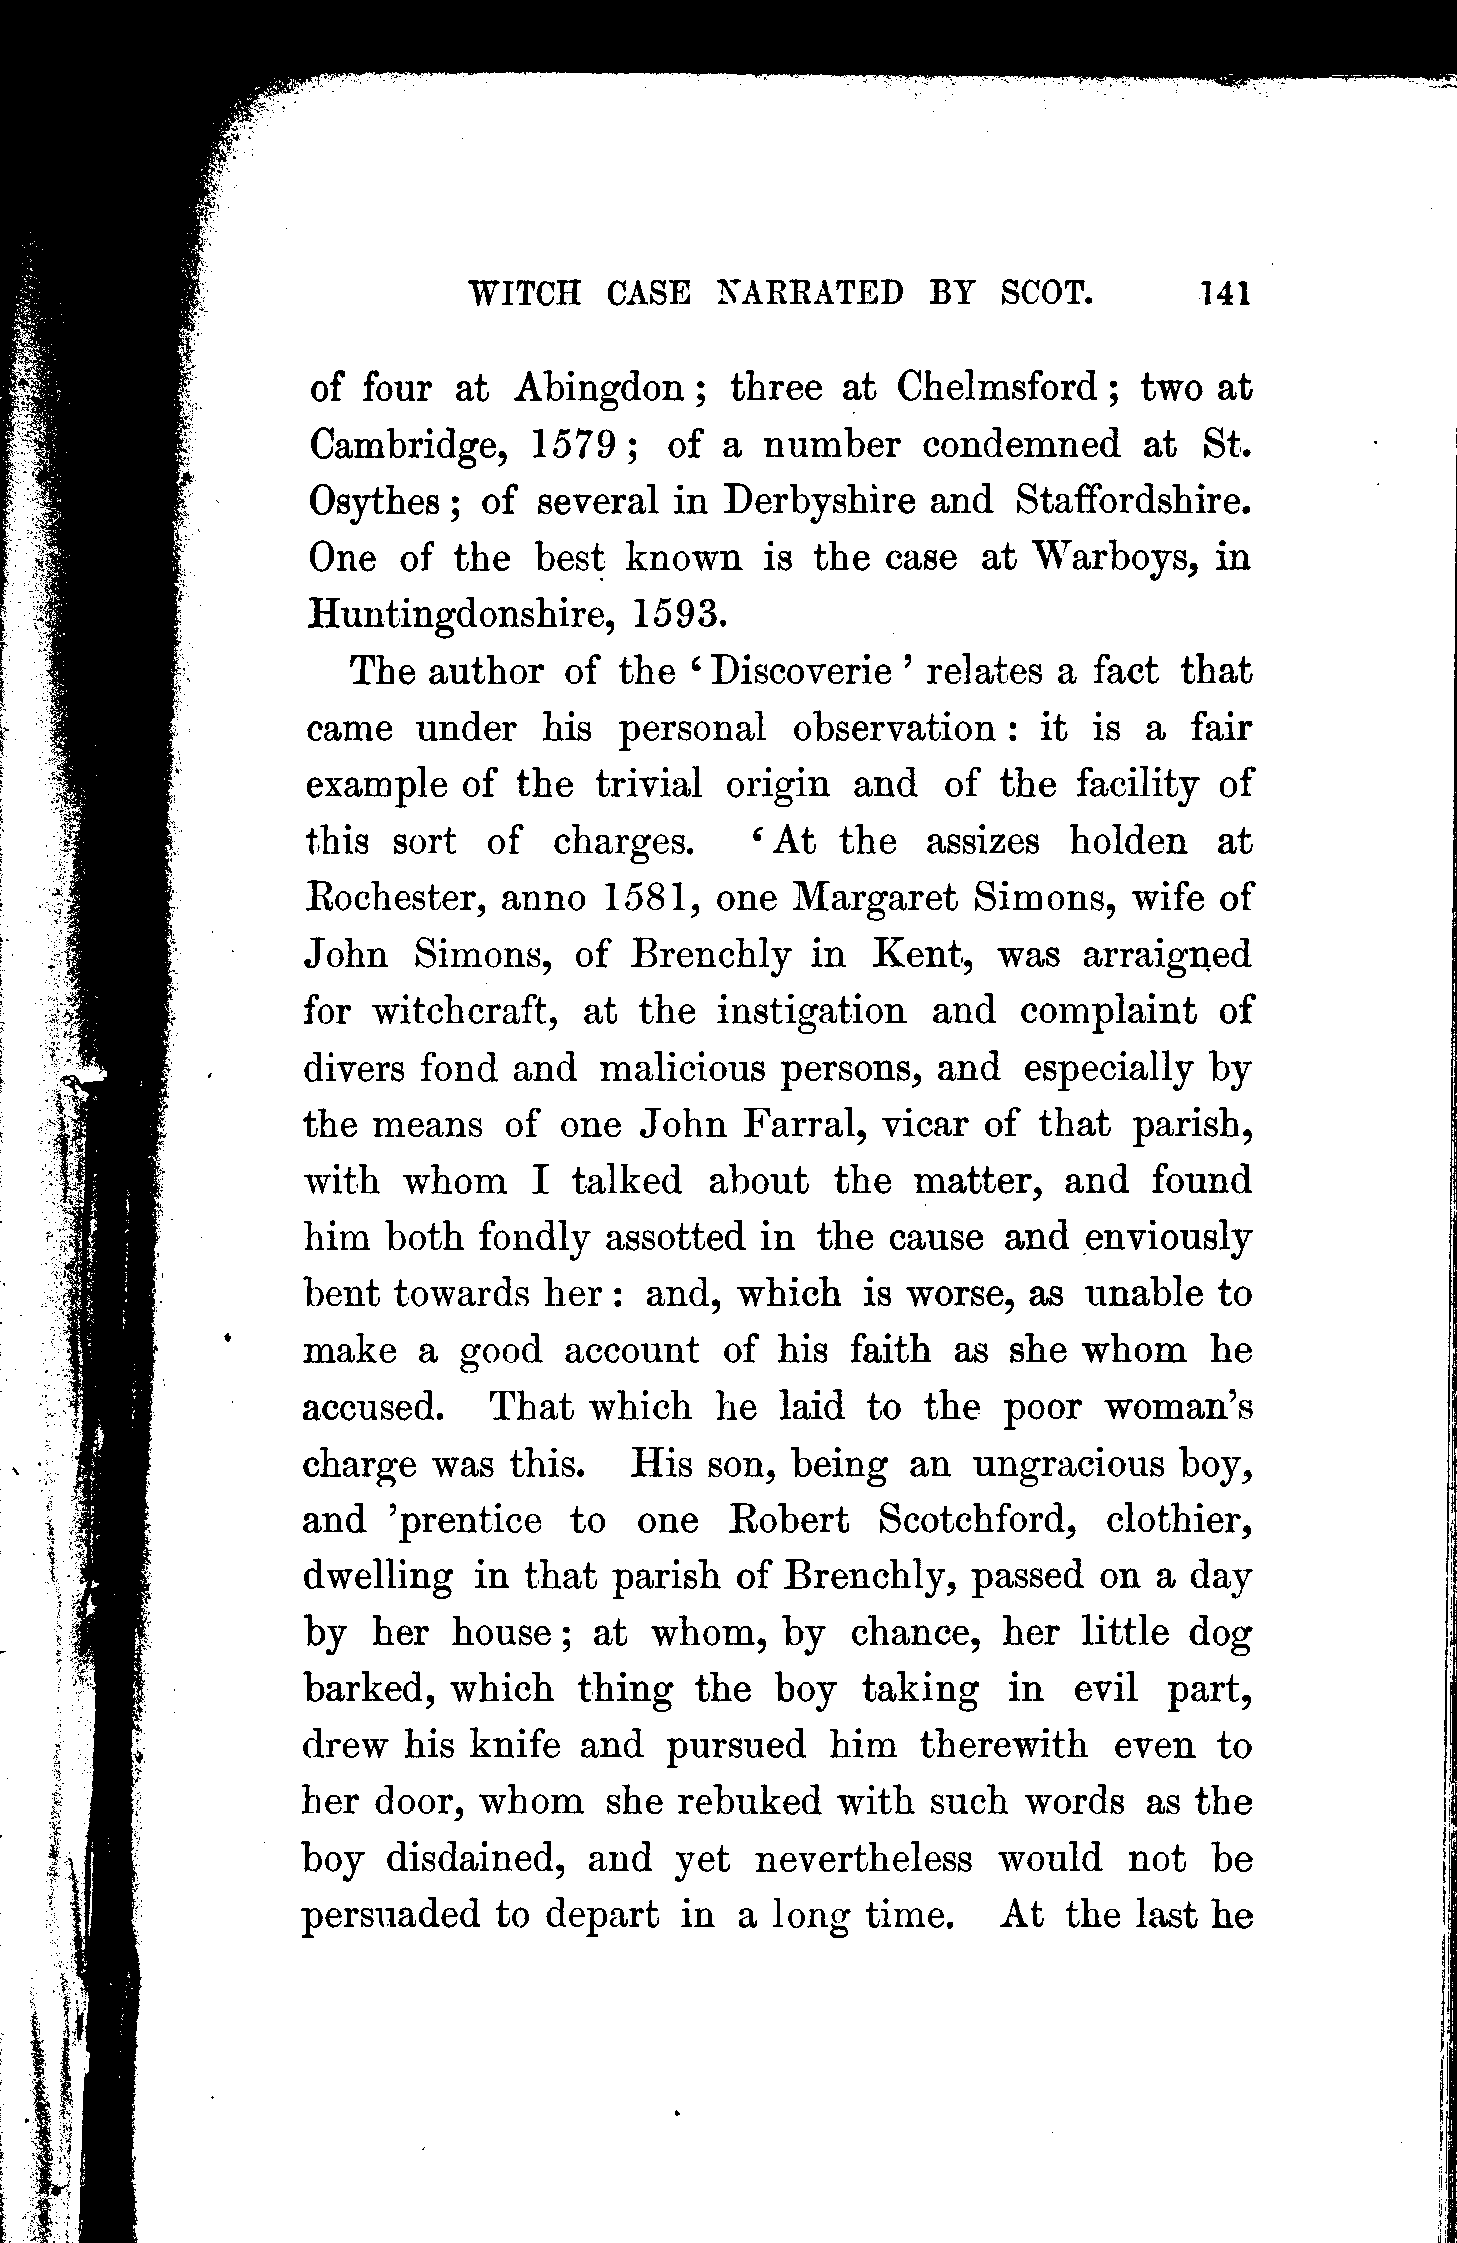 WITCH CASE NARRATED BY SCOT. 141
of four at Abingdon ; three at Chelmsford ; two at
Cambridge, 1579 ; of a number condemned at St.
Osythes ; of several in Derbyshire and Staffordshire.
One of the best known is the case at Warboys, in
Huntingdonshire, 1593.
The author of the ‘ Discoverie ’ relates a fact that
came under his personal observation : it is a fair
example of the trivial origin and of the facility of
this sort of charges. ‘ At the assizes holden at
Rochester, anno 1581, one Margaret Simons, wife of
John Simons, of Brenchly in Kent, was arraigned
for witchcraft, at the instigation and complaint of
divers fond and malicious persons, and especially by
the means of one John Farral, vicar of that parish,
with whom I talked about the matter, and found
him both fondly assotted in the cause and enviously
bent towards her : and, which is worse, as unable to
make a good account of his faith as she whom he
accused. That which he laid to the poor woman’s
charge was this. His son, being an ungracious boy,
and ’prentice to one Robert Scotchford, clothier,
dwelling in that parish of Brenchly, passed on a day
by her house ; at whom, by chance, her little dog
barked, which thing the boy taking in evil part,
drew his knife and pursued him therewith even to
her door, whom she rebuked with such words as the
boy disdained, and yet nevertheless would not be
persuaded to depart in a long time. At the last he